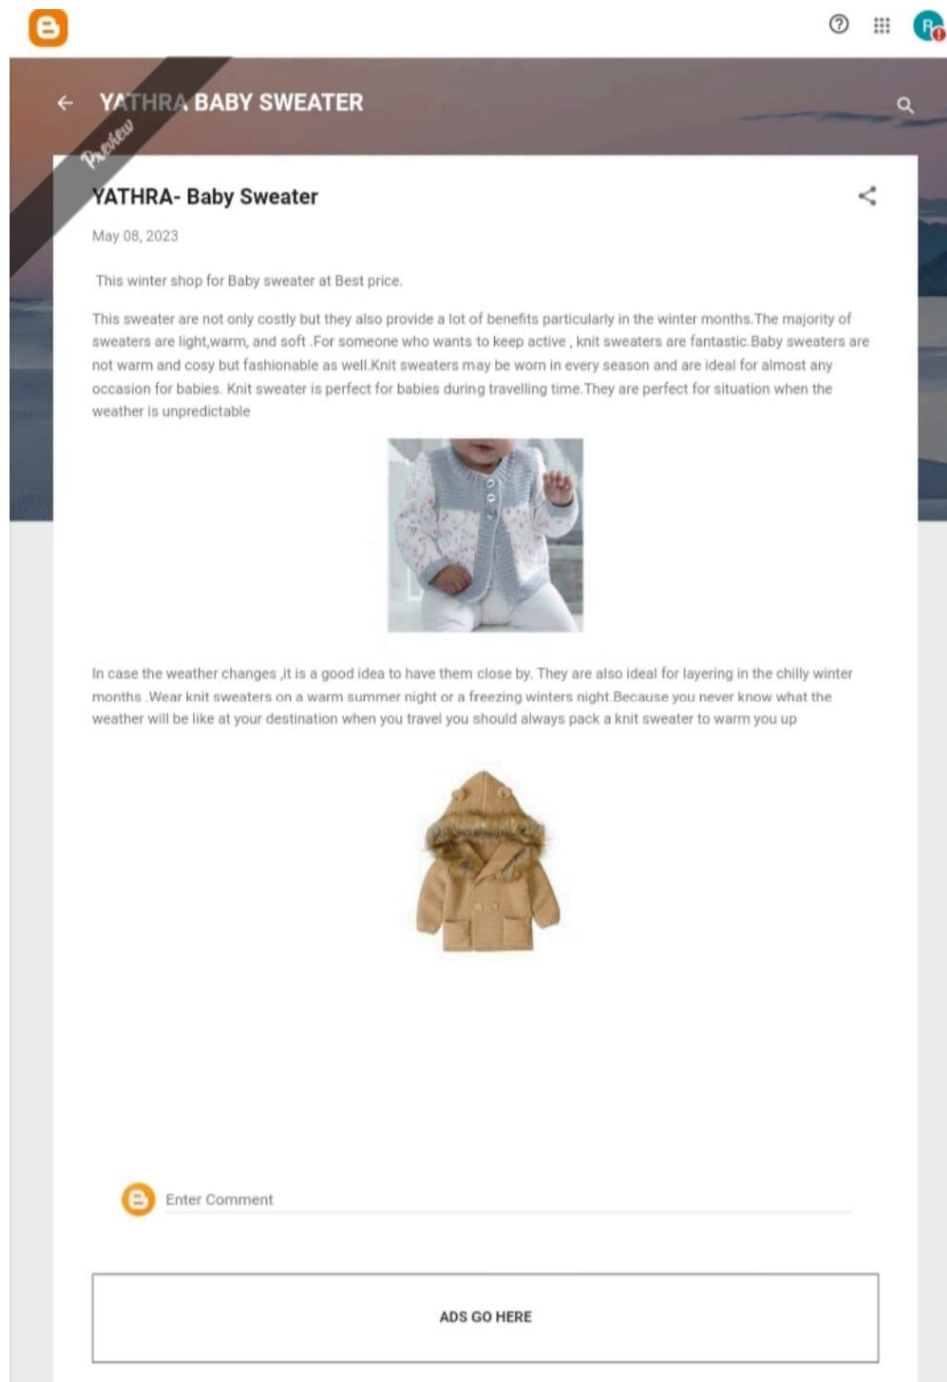 YATHRA BABY SWEATER
Preview
YATHRA- Baby Sweater
May 08, 2023
This winter shop for Baby sweater at Best price.
This sweater are not only costly but they also provide a lot of benefits particularly in the winter months.The majority of
sweaters are light,warm, and soft .For someone who wants to keep active , knit sweaters are fantastic.Baby sweaters are
not warm and cosy but fashionable as well.Knit sweaters may be worn in every season and are ideal for almost any
occasion for babies. Knit sweater is perfect for babies during travelling time.They are perfect for situation when the
weather is unpredictable
In case the weather changes ,it is a good idea to have them close by. They are also ideal for layering in the chilly winter
months .Wear knit sweaters on a warm summer night or a freezing winters night.Because you never know what the
weather will be like at your destination when you travel you should always pack a knit sweater to warm you up
Enter Comment
ADS GO HERE